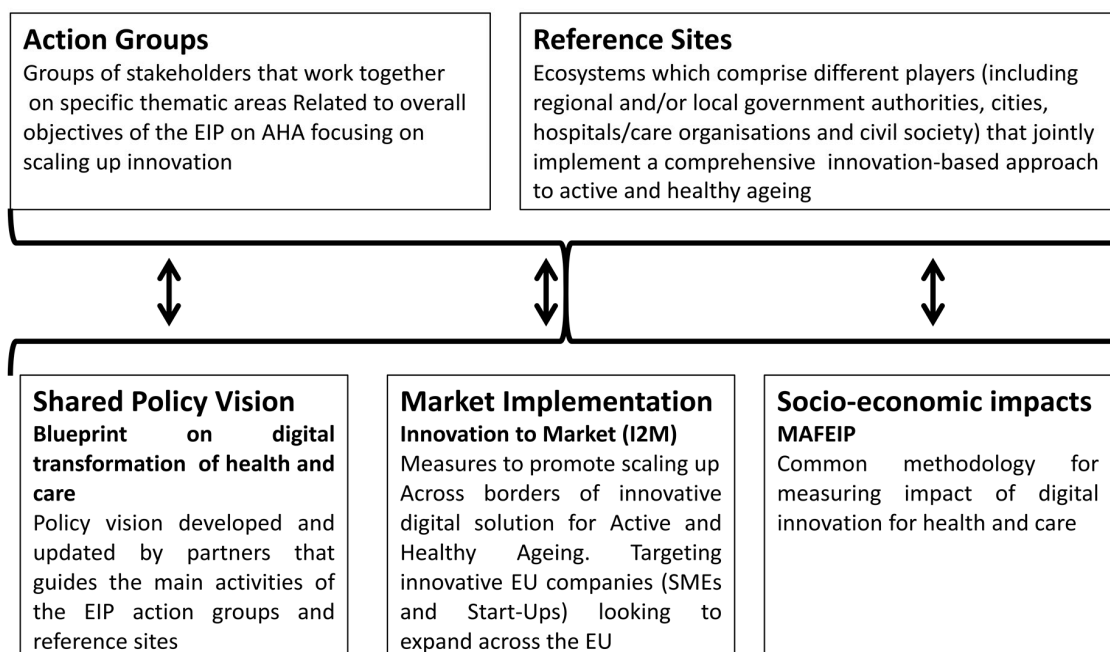 Action Groups
Groups of stakeholders that work together
on specific thematic areas Related to overall
objectives of the EIP on AHA focusing on
scaling up innovation
Reference Sites
Ecosystems which comprise different players (including
regional and/or local government authorities, cities,
hospitals/care organisations and civil society) that jointly
implement a comprehensive innovation-based approach
to active and healthy ageing
Shared Policy Vision
Blueprint on digital
transformation of health and
care
Policy vision developed and
updated by partners that
guides the main activities of
the EIP action groups and
reference sites
Market Implementation
Innovation to Market (I2M)
Measures to promote scaling up
Across borders of innovative
digital solution for Active and
Healthy Ageing. Targeting
innovative EU companies (SMEs
and Start-Ups) looking to
expand across the EU
Socio-economic impacts
MAFEIP
Common methodology for
measuring impact of digital
innovation for health and care